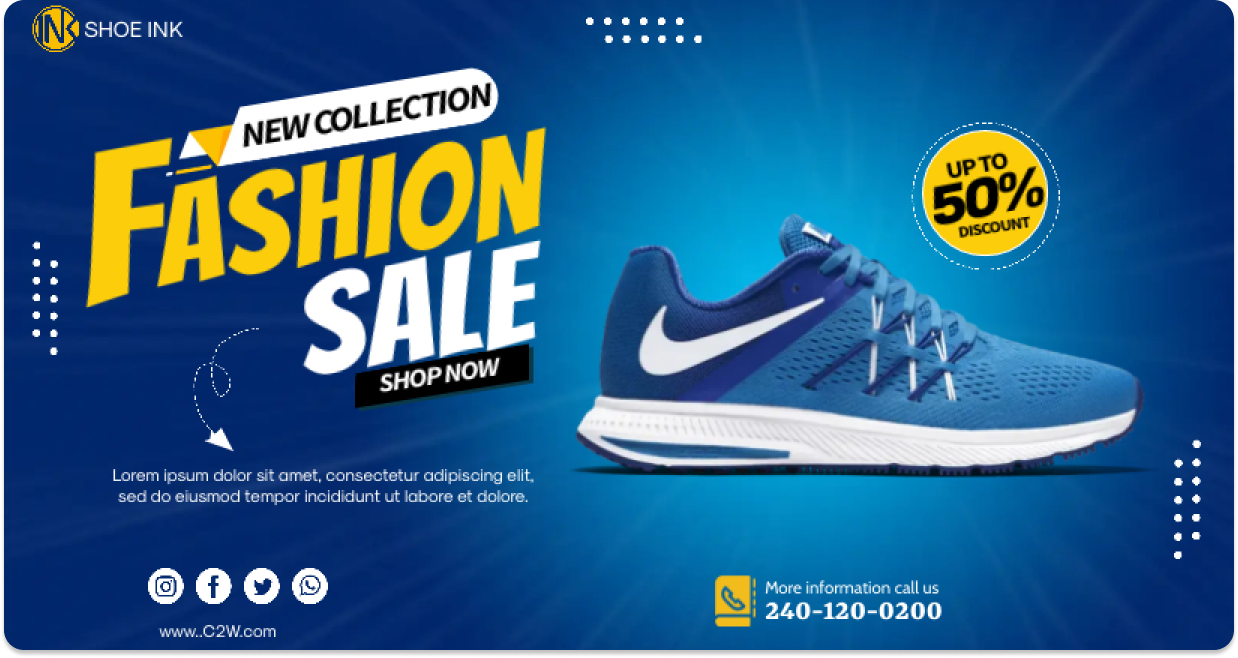 INK SHOE INK
NEW COLLECTION
FASHION
SALE
SHOP NOW
UP TO
50%
DISCOUNT
Lorem ipsum dolor sit amet, consectetur adipiscing elit,
sed do eiusmod tempor incididunt ut labore et dolore.
More information call us
240-120-0200
www..C2W.com